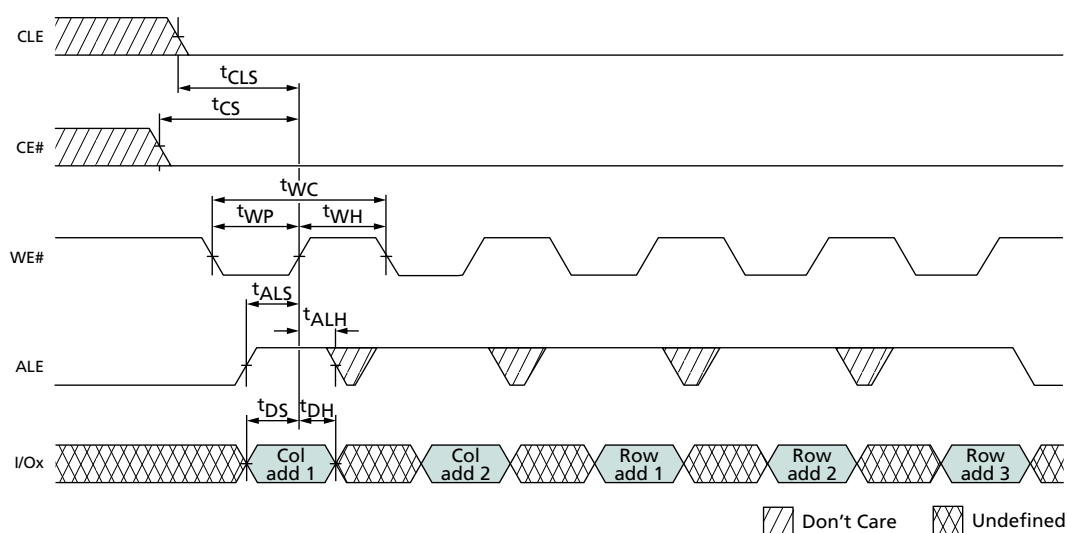 CLE
tCLS
tCS
CE#
tWC
tWP
tWH
WE#
tALS
tALH
ALE
tDS
tDH
I/Ox
Col
add 1
Col
add 2
Row
add 1
Row
add 2
Row
add 3
Don't Care
Undefined